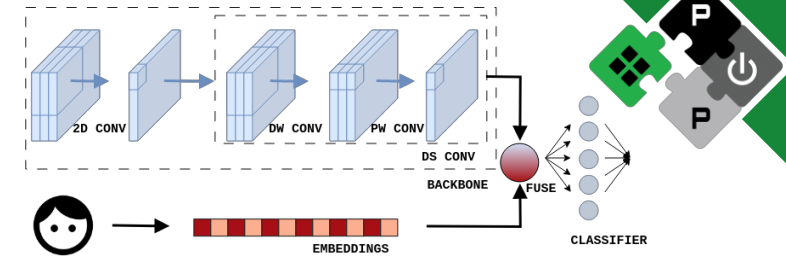 P
P
2D CONV
DW CONV
PW CONV
DS CONV
BACKBONE
FUSE
EMBEDDINGS
CLASSIFIER